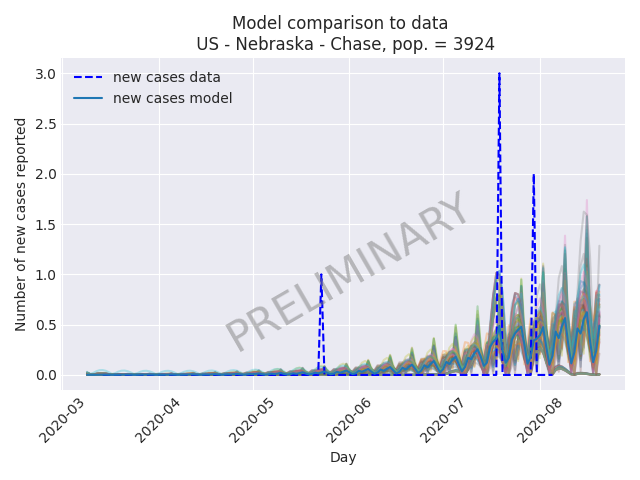 Model comparison to data
US - Nebraska - Chase, pop. = 3924
new cases data
new cases model
PRELIMINARY
Number of new cases reported
3.0
2.5
2.0
1.5
1.0
0.5
0.0
2020-03
2020-04
2020-05
2020-06
2020-07
2020-08
Day